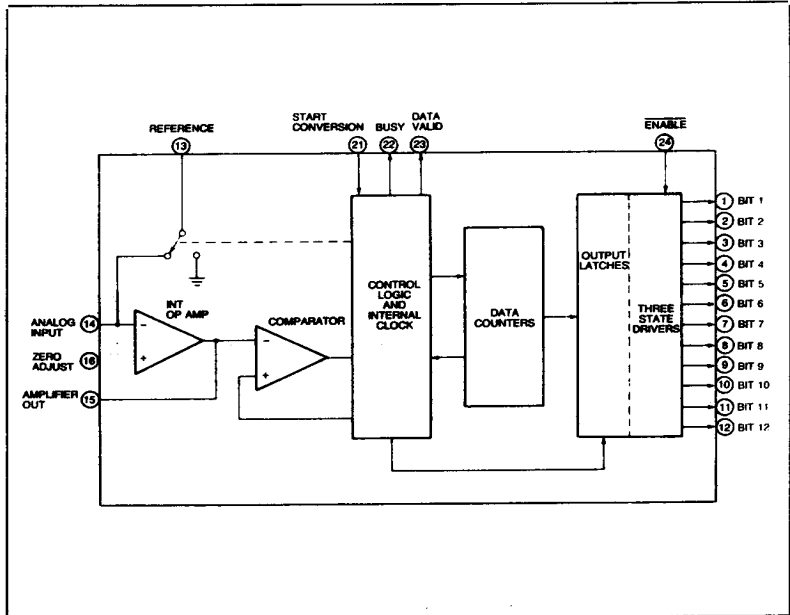 REFERENCE
13
START
CONVERSION
21
BUSY
22
DATA
VALID
23
ENABLE
24
ANALOG
INPUT
14
ZERO
ADJUST
16
AMPLIFIER
OUT
15
INT
OP AMP
-
+
COMPARATOR
-
+
CONTROL
LOGIC
AND
INTERNAL
CLOCK
DATA
COUNTERS
OUTPUT
LATCHES
THREE
STATE
DRIVERS
1 BIT 1
2 BIT 2
3 BIT 3
4 BIT 4
5 BIT 5
6 BIT 6
7 BIT 7
8 BIT 8
9 BIT 9
10 BIT 10
11 BIT 11
12 BIT 12